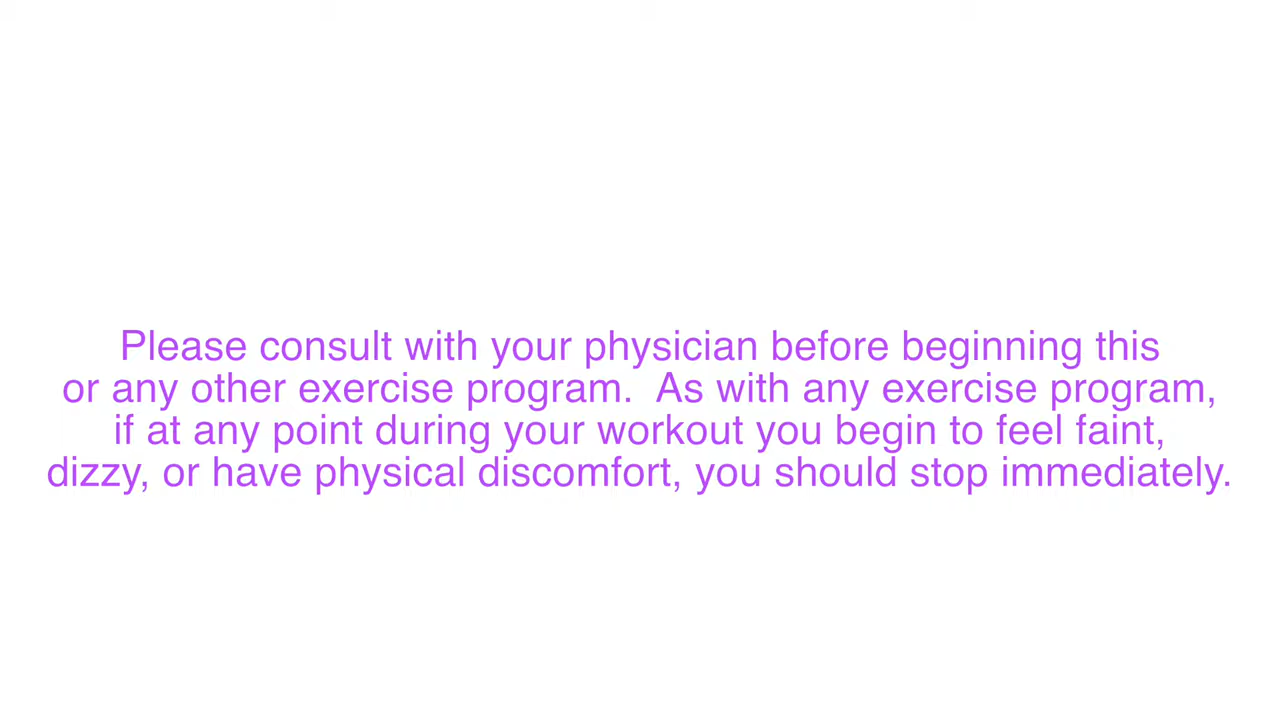 Please consult with your physician before beginning this
or any other exercise program.  As with any exercise program,
if at any point during your workout you begin to feel faint,
dizzy, or have physical discomfort, you should stop immediately.